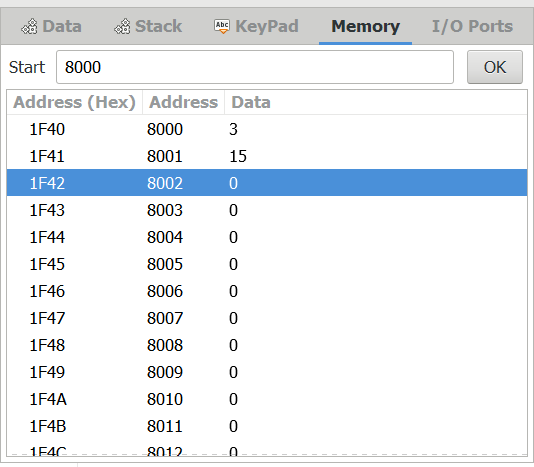 Data Stack Abc KeyPad Memory I/O Ports
Start 8000 OK
Address (Hex) Address Data
1F40 8000 3
1F41 8001 15
1F42 8002 0
1F43 8003 0
1F44 8004 0
1F45 8005 0
1F46 8006 0
1F47 8007 0
1F48 8008 0
1F49 8009 0
1F4A 8010 0
1F4B 8011 0
1F4C 8012 0